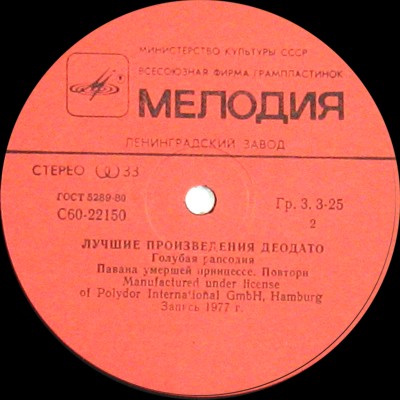 МИНИСТЕРСТВО КУЛЬТУРЫ СССР
ВСЕСОЮЗНАЯ ФИРМА ГРАМПЛАСТИНОК
МЕЛОДИЯ
ЛЕНИНГРАДСКИЙ ЗАВОД
СТЕРЕО 33
ГОСТ 5289-80
С60-22150
Гр. 3. 3-25
2
ЛУЧШИЕ ПРОИЗВЕДЕНИЯ ДЕОДАТО
Голубая рапсодия
Павана умершей принцессе. Повтори
Manufactured under license
of Polydor International GmbH, Hamburg
Запись 1977 г.